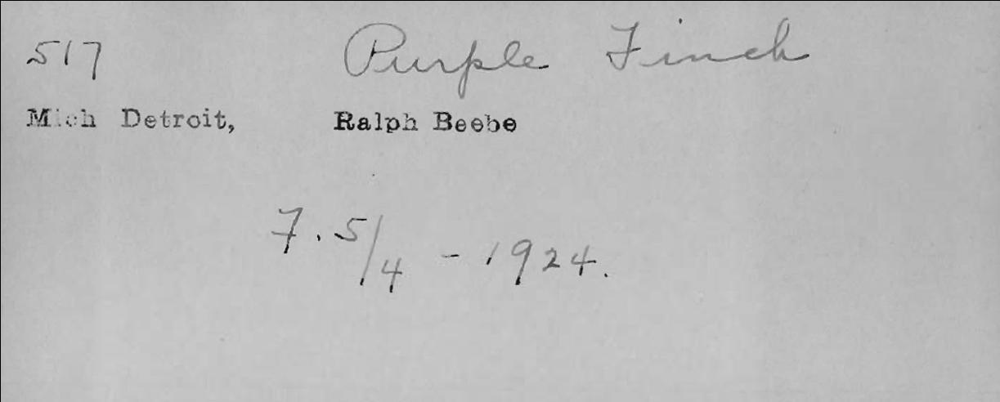 517 Purple Finch
Mich Detroit, Ralph Beebe
7. 5/4 - 1924.